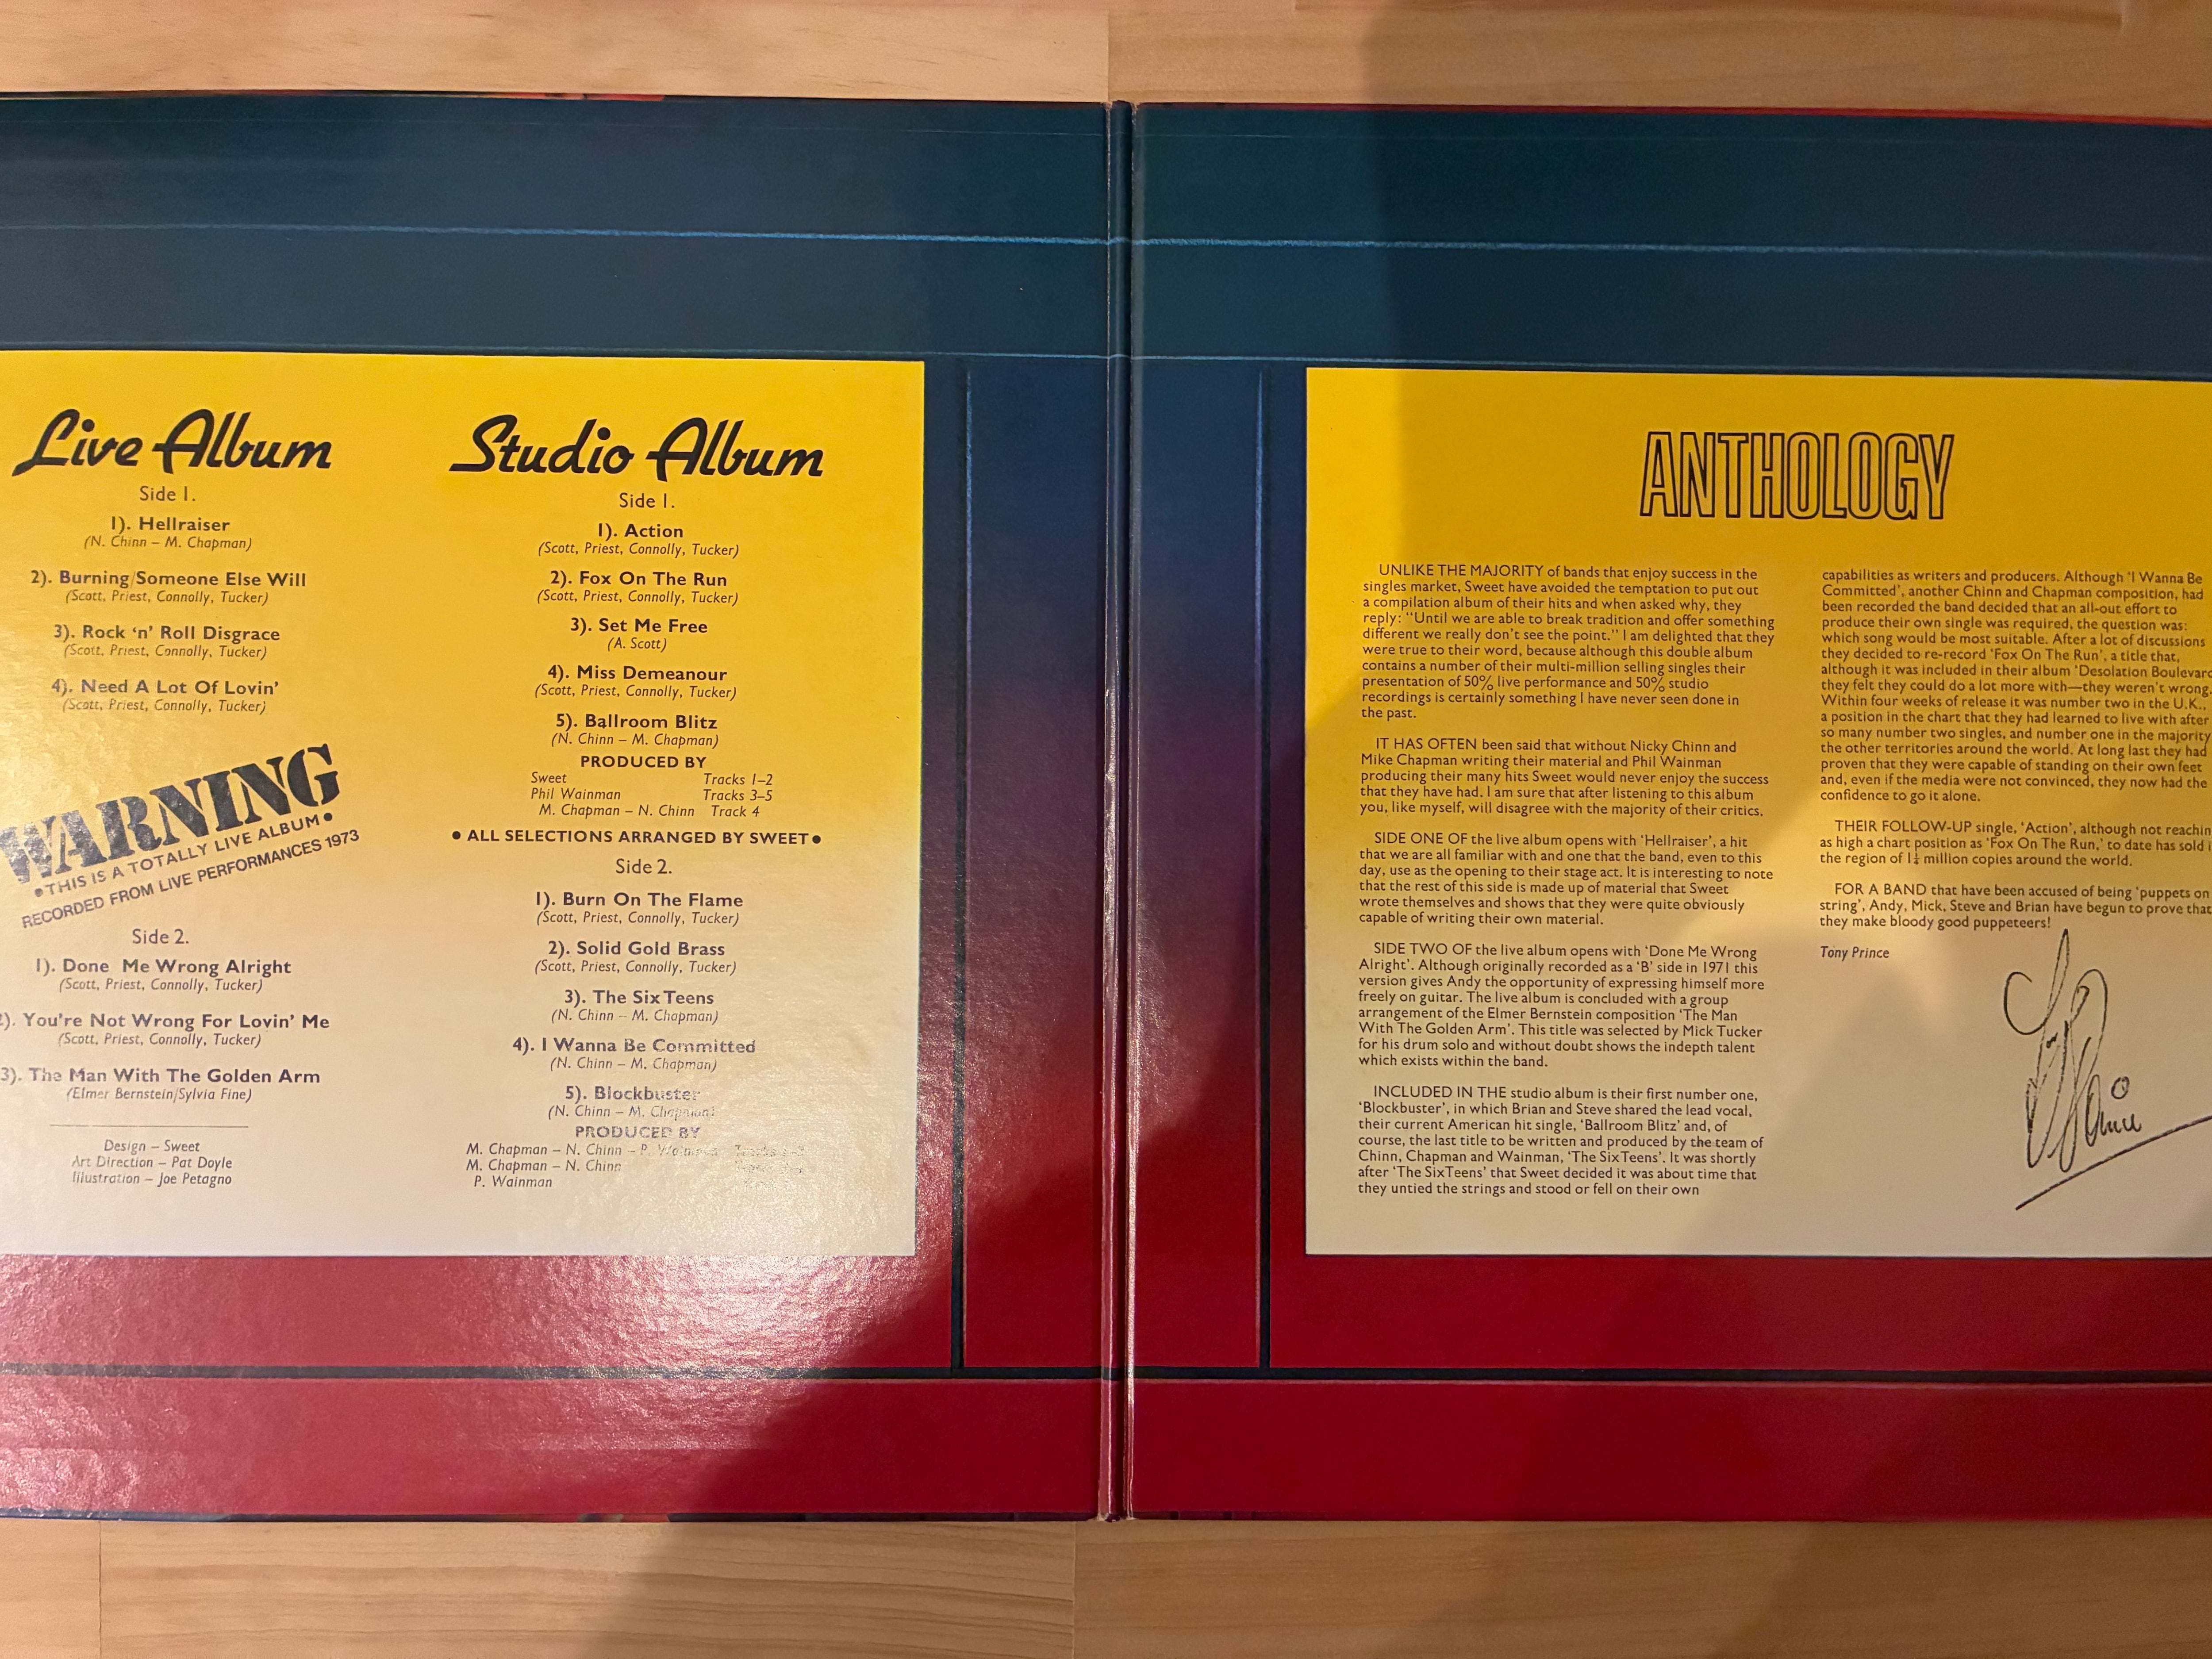 Live Album
Side 1.
1). Hellraiser
(N. Chinn – M. Chapman)
2). Burning/Someone Else Will
(Scott, Priest, Connolly, Tucker)
3). Rock ‘n’ Roll Disgrace
(Scott, Priest, Connolly, Tucker)
4). Need A Lot Of Lovin’
(Scott, Priest, Connolly, Tucker)
WARNING
•THIS IS A TOTALLY LIVE ALBUM•
RECORDED FROM LIVE PERFORMANCES 1973
Side 2.
1). Done Me Wrong Alright
(Scott, Priest, Connolly, Tucker)
2). You’re Not Wrong For Lovin’ Me
(Scott, Priest, Connolly, Tucker)
3). The Man With The Golden Arm
(Elmer Bernstein/Sylvia Fine)
Design – Sweet
Art Direction – Pat Doyle
Illustration – Joe Petagno
Studio Album
Side 1.
1). Action
(Scott, Priest, Connolly, Tucker)
2). Fox On The Run
(Scott, Priest, Connolly, Tucker)
3). Set Me Free
(A. Scott)
4). Miss Demeanour
(Scott, Priest, Connolly, Tucker)
5). Ballroom Blitz
(N. Chinn – M. Chapman)
PRODUCED BY
Sweet Tracks 1–2
Phil Wainman Tracks 3–5
M. Chapman – N. Chinn Track 4
• ALL SELECTIONS ARRANGED BY SWEET •
Side 2.
1). Burn On The Flame
(Scott, Priest, Connolly, Tucker)
2). Solid Gold Brass
(Scott, Priest, Connolly, Tucker)
3). The Six Teens
(N. Chinn – M. Chapman)
4). I Wanna Be Committed
(N. Chinn – M. Chapman)
5). Blockbuster
(N. Chinn – M. Chapman)
PRODUCED BY
M. Chapman – N. Chinn – P. Wainman
M. Chapman – N. Chinn
P. Wainman
ANTHOLOGY
UNLIKE THE MAJORITY of bands that enjoy success in the
singles market, Sweet have avoided the temptation to put out
a compilation album of their hits and when asked why, they
reply: “Until we are able to break tradition and offer something
different we really don’t see the point.” I am delighted that they
were true to their word, because although this double album
contains a number of their multi-million selling singles their
presentation of 50% live performance and 50% studio
recordings is certainly something I have never seen done in
the past.
IT HAS OFTEN been said that without Nicky Chinn and
Mike Chapman writing their material and Phil Wainman
producing their many hits Sweet would never enjoy the success
that they have had. I am sure that after listening to this album
you, like myself, will disagree with the majority of their critics.
SIDE ONE OF the live album opens with ‘Hellraiser’, a hit
that we are all familiar with and one that the band, even to this
day, use as the opening to their stage act. It is interesting to note
that the rest of this side is made up of material that Sweet
wrote themselves and shows that they were quite obviously
capable of writing their own material.
SIDE TWO OF the live album opens with ‘Done Me Wrong
Alright’. Although originally recorded as a ‘B’ side in 1971 this
version gives Andy the opportunity of expressing himself more
freely on guitar. The live album is concluded with a group
arrangement of the Elmer Bernstein composition ‘The Man
With The Golden Arm’. This title was selected by Mick Tucker
for his drum solo and without doubt shows the indepth talent
which exists within the band.
INCLUDED IN THE studio album is their first number one,
‘Blockbuster’, in which Brian and Steve shared the lead vocal,
their current American hit single, ‘Ballroom Blitz’ and, of
course, the last title to be written and produced by the team of
Chinn, Chapman and Wainman, ‘The SixTeens’. It was shortly
after ‘The SixTeens’ that Sweet decided it was about time that
they untied the strings and stood or fell on their own
capabilities as writers and producers. Although ‘I Wanna Be
Committed’, another Chinn and Chapman composition, had
been recorded the band decided that an all-out effort to
produce their own single was required, the question was:
which song would be most suitable. After a lot of discussions
they decided to re-record ‘Fox On The Run’, a title that,
although it was included in their album ‘Desolation Boulevard
they felt they could do a lot more with—they weren’t wrong.
Within four weeks of release it was number two in the U.K.,
a position in the chart that they had learned to live with after
so many number two singles, and number one in the majority
the other territories around the world. At long last they had
proven that they were capable of standing on their own feet
and, even if the media were not convinced, they now had the
confidence to go it alone.
THEIR FOLLOW-UP single, ‘Action’, although not reachin
as high a chart position as ‘Fox On The Run,’ to date has sold i
the region of 1¼ million copies around the world.
FOR A BAND that have been accused of being ‘puppets on
string’, Andy, Mick, Steve and Brian have begun to prove that
they make bloody good puppeteers!
Tony Prince